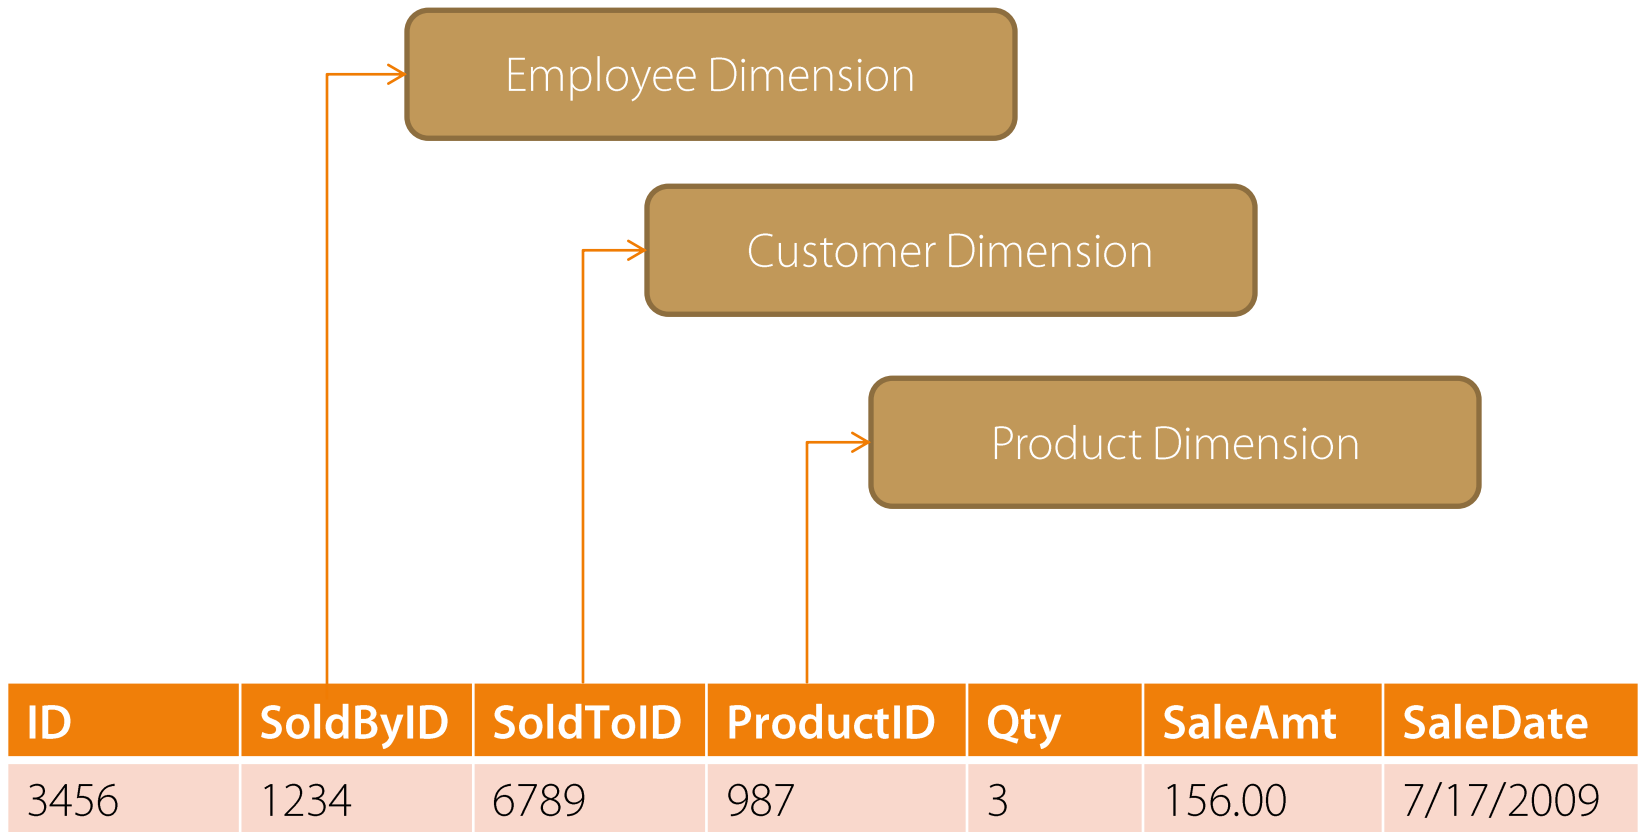 Employee Dimension
Customer Dimension
Product Dimension
ID SoldByID SoldToID ProductID Qty SaleAmt SaleDate
3456 1234 6789 987 3 156.00 7/17/2009